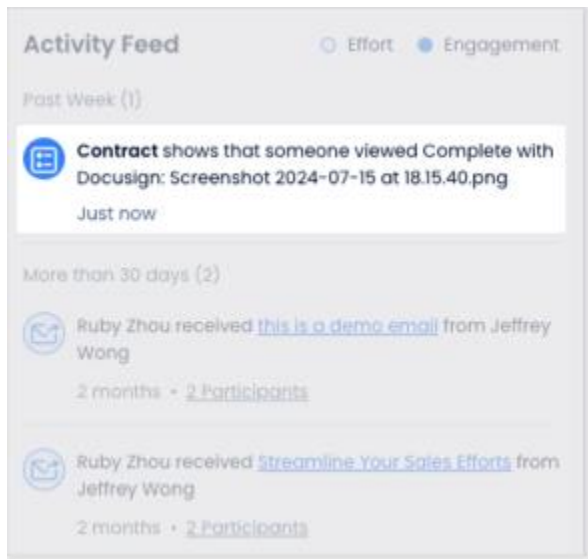 Activity Feed
Effort
Engagement
Past Week (1)
Contract shows that someone viewed Complete with
Docusign: Screenshot 2024-07-15 at 18.15.40.png
Just now
More than 30 days (2)
Ruby Zhou received this is a demo email from Jeffrey
Wong
2 months • 2 Participants
Ruby Zhou received Streamline Your Sales Efforts from
Jeffrey Wong
2 months • 2 Participants